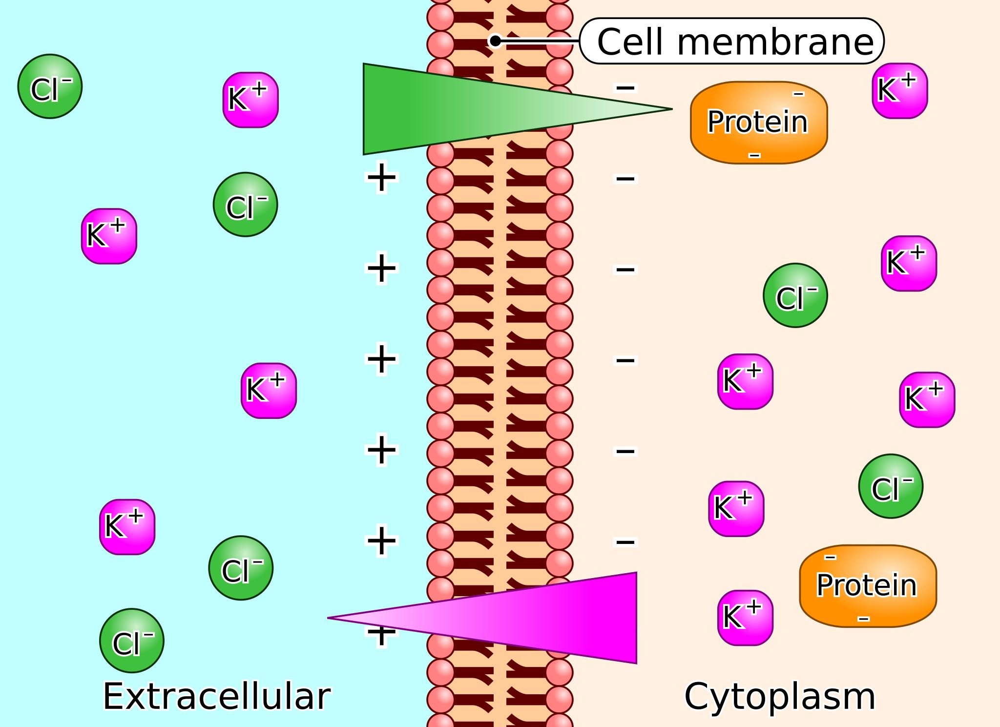 Cell membrane
Cl⁻
K⁺
–
–
Protein
–
K⁺
+
–
K⁺
Cl⁻
+
–
K⁺
Cl⁻
+
–
K⁺
K⁺
K⁺
+
–
Cl⁻
K⁺
K⁺
Cl⁻
+
–
–
Protein
–
K⁺
Cl⁻
+
Extracellular
Cytoplasm